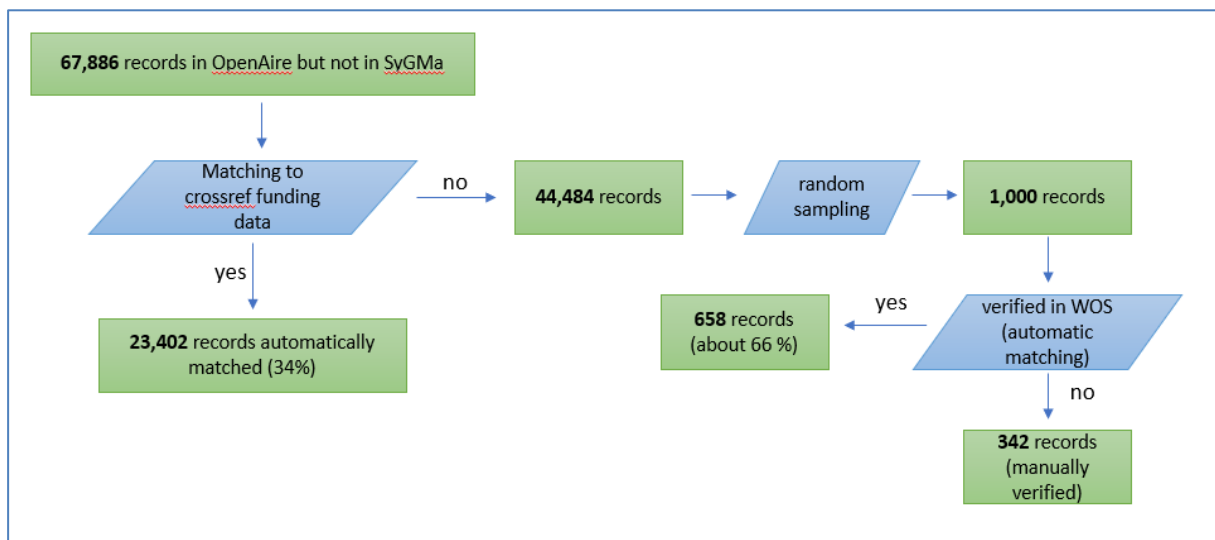 67,886 records in OpenAire but not in SyGMa
Matching to
crossref funding
data
no
44,484 records
random
sampling
1,000 records
yes
23,402 records automatically
matched (34%)
verified in WOS
(automatic
matching)
yes
658 records
(about 66 %)
no
342 records
(manually
verified)